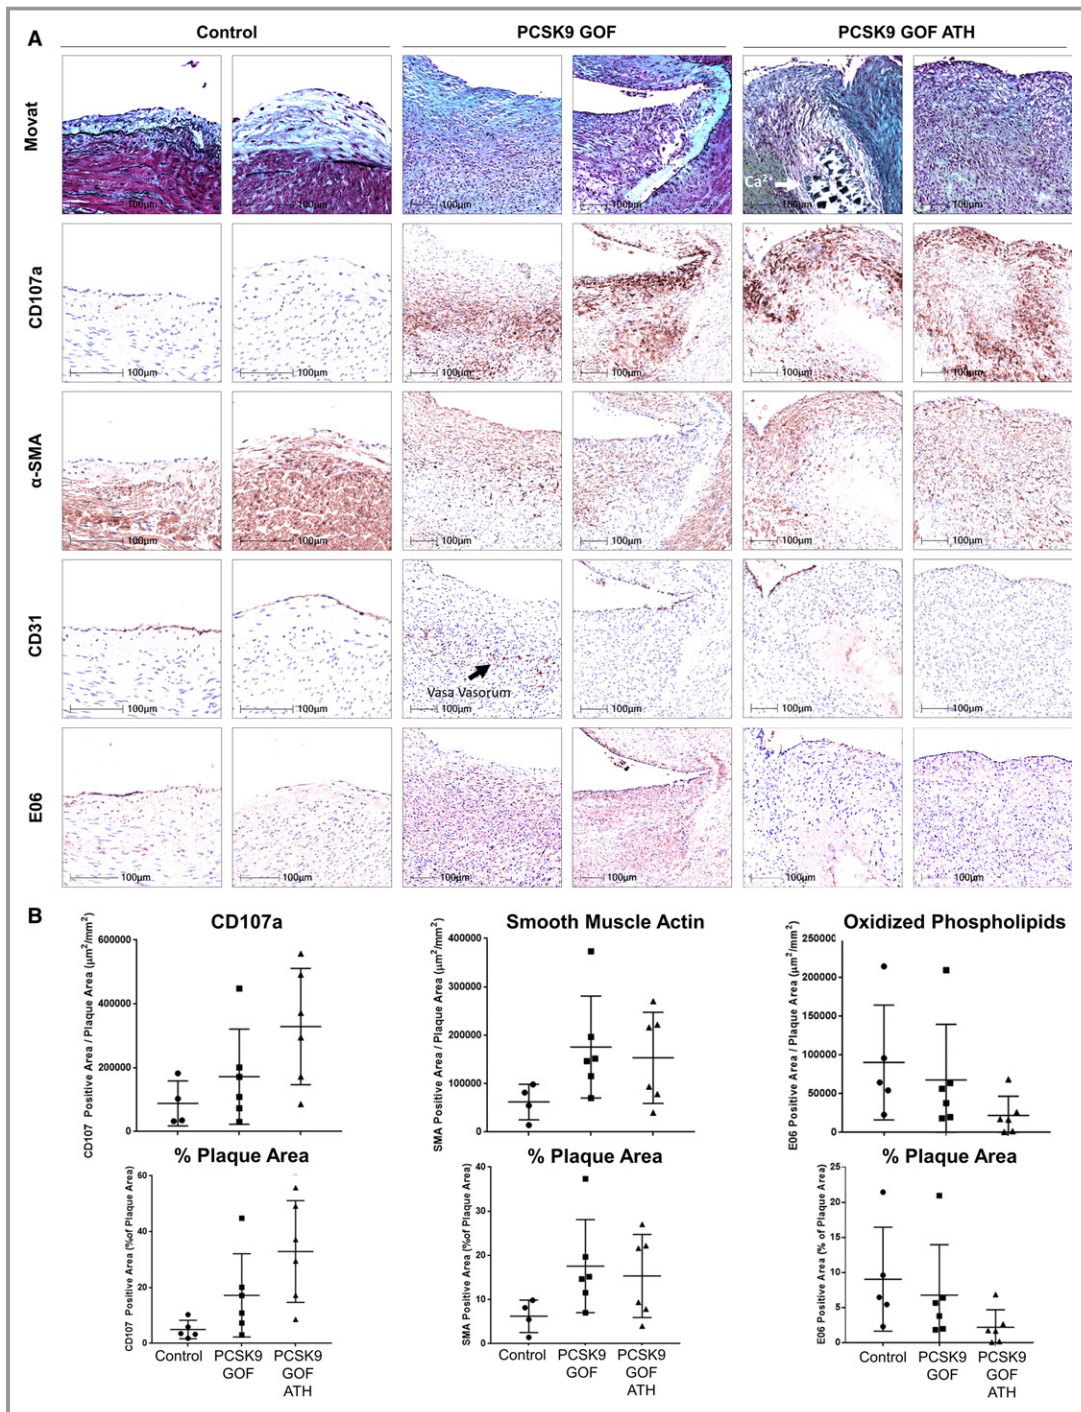 A
Control PCSK9 GOF PCSK9 GOF ATH
Movat
100µm 100µm 100µm 100µm Ca²⁺ 100µm 100µm
CD107a
100µm 100µm 100µm 100µm 100µm 100µm
α-SMA
100µm 100µm 100µm 100µm 100µm 100µm
CD31
Vasa Vasorum
100µm 100µm 100µm 100µm 100µm 100µm
E06
100µm 100µm 100µm 100µm 100µm 100µm
B
CD107a
CD107 Positive Area / Plaque Area (µm²/mm²)
600000
400000
200000
0
Smooth Muscle Actin
SMA Positive Area / Plaque Area (µm²/mm²)
400000
300000
200000
100000
0
Oxidized Phospholipids
E06 Positive Area / Plaque Area (µm²/mm²)
250000
200000
150000
100000
50000
0
% Plaque Area
CD107 Positive Area (%of Plaque Area)
60
40
20
0
Control PCSK9 PCSK9
GOF GOF
ATH
% Plaque Area
SMA Positive Area (%of Plaque Area)
40
30
20
10
0
Control PCSK9 PCSK9
GOF GOF
ATH
% Plaque Area
E06 Positive Area (% of Plaque Area)
25
20
15
10
5
0
Control PCSK9 PCSK9
GOF GOF
ATH